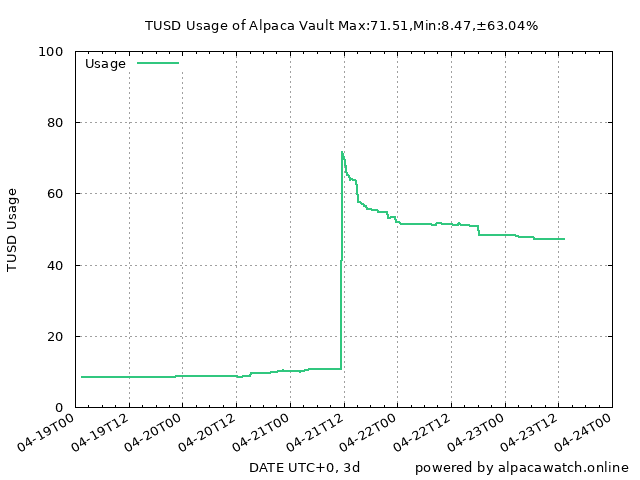 TUSD Usage of Alpaca Vault Max:71.51,Min:8.47,±63.04%
Usage
100
80
60
40
20
0
TUSD Usage
04-19T00
04-19T12
04-20T00
04-20T12
04-21T00
04-21T12
04-22T00
04-22T12
04-23T00
04-23T12
04-24T00
DATE UTC+0, 3d
powered by alpacawatch.online